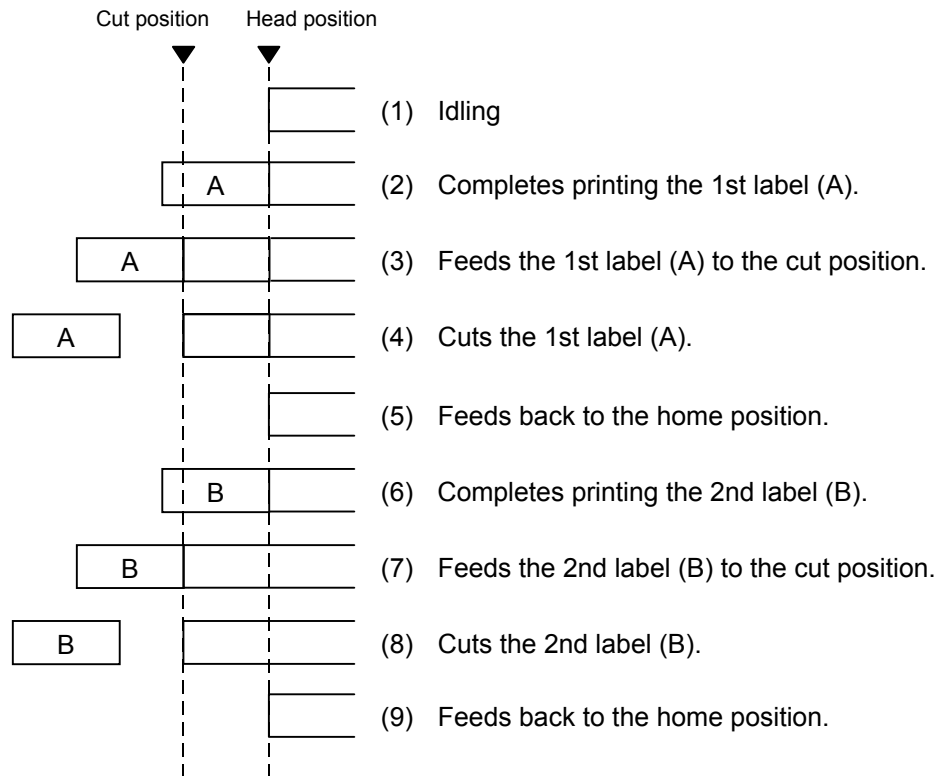 Cut position Head position
(1) Idling
A (2) Completes printing the 1st label (A).
A (3) Feeds the 1st label (A) to the cut position.
A (4) Cuts the 1st label (A).
(5) Feeds back to the home position.
B (6) Completes printing the 2nd label (B).
B (7) Feeds the 2nd label (B) to the cut position.
B (8) Cuts the 2nd label (B).
(9) Feeds back to the home position.